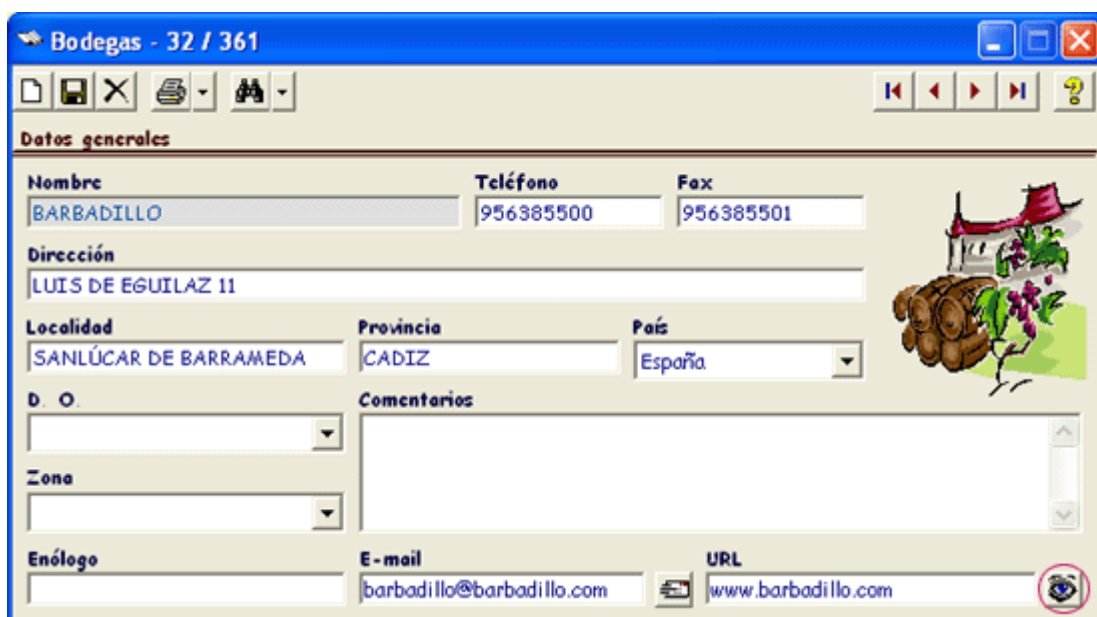 Bodegas - 32 / 361
Datos generales
Nombre Teléfono Fax
BARBADILLO 956385500 956385501
Dirección
LUIS DE EGUILAZ 11
Localidad Provincia País
SANLÚCAR DE BARRAMEDA CADIZ España
D. O. Comentarios
Zona
Enólogo E-mail URL
barbadillo@barbadillo.com www.barbadillo.com